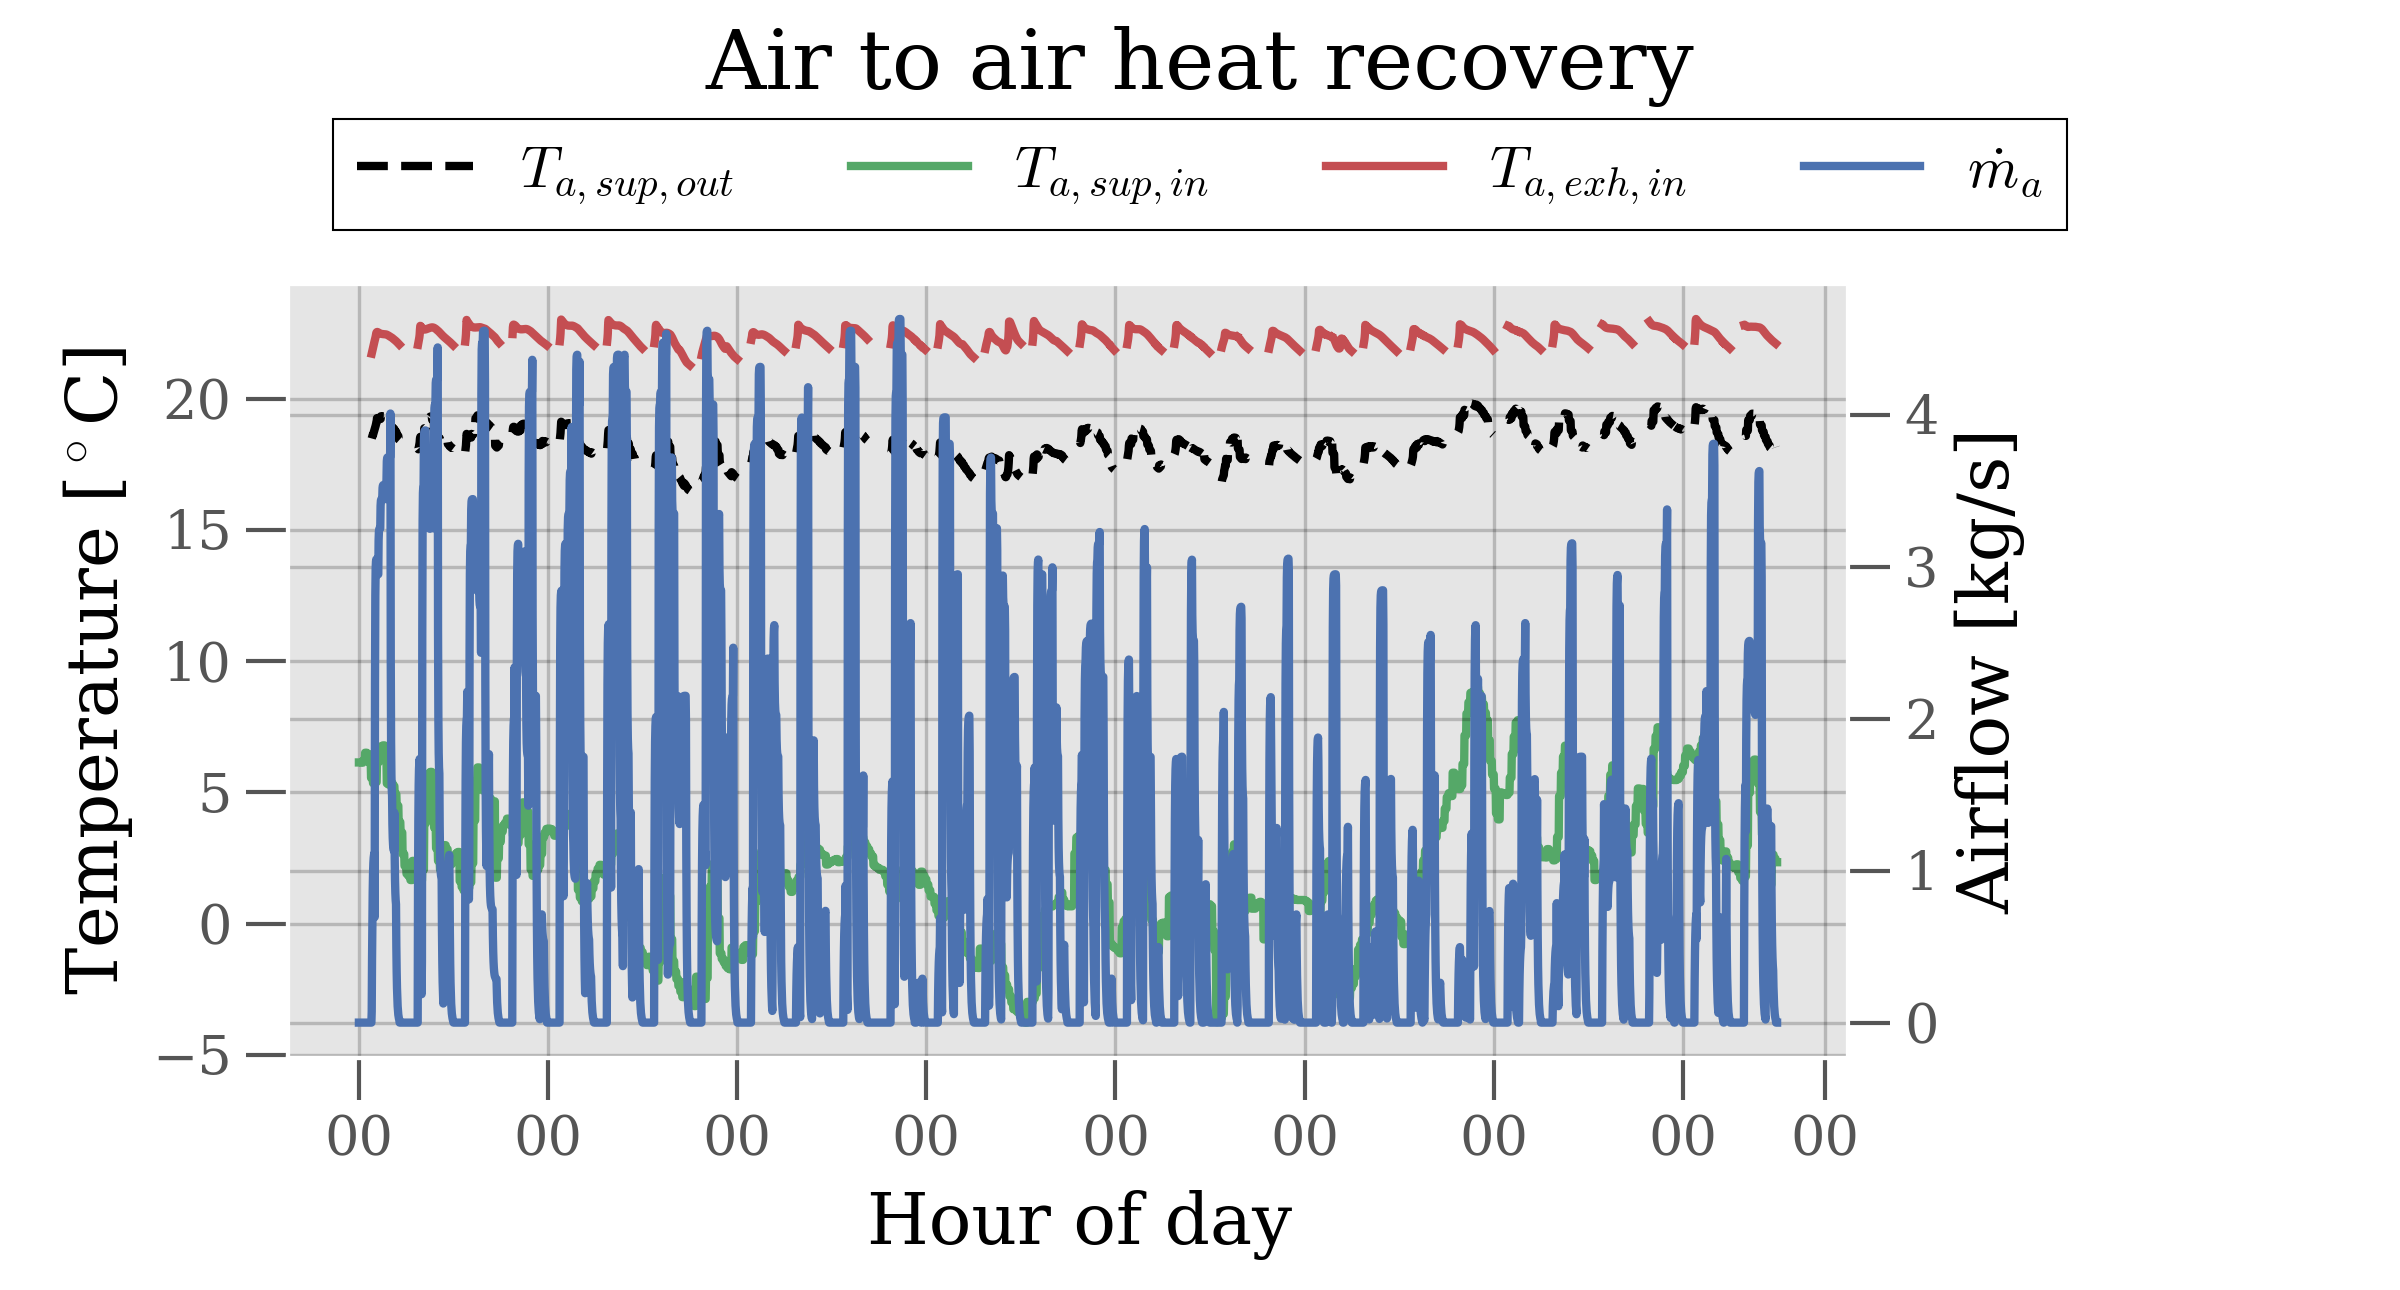 Air to air heat recovery
T_{a,sup,out} T_{a,sup,in} T_{a,exh,in} ṁ_a
Temperature [°C]
20
15
10
5
0
−5
4
3
2
1
0
Airflow [kg/s]
00 00 00 00 00 00 00 00 00
Hour of day